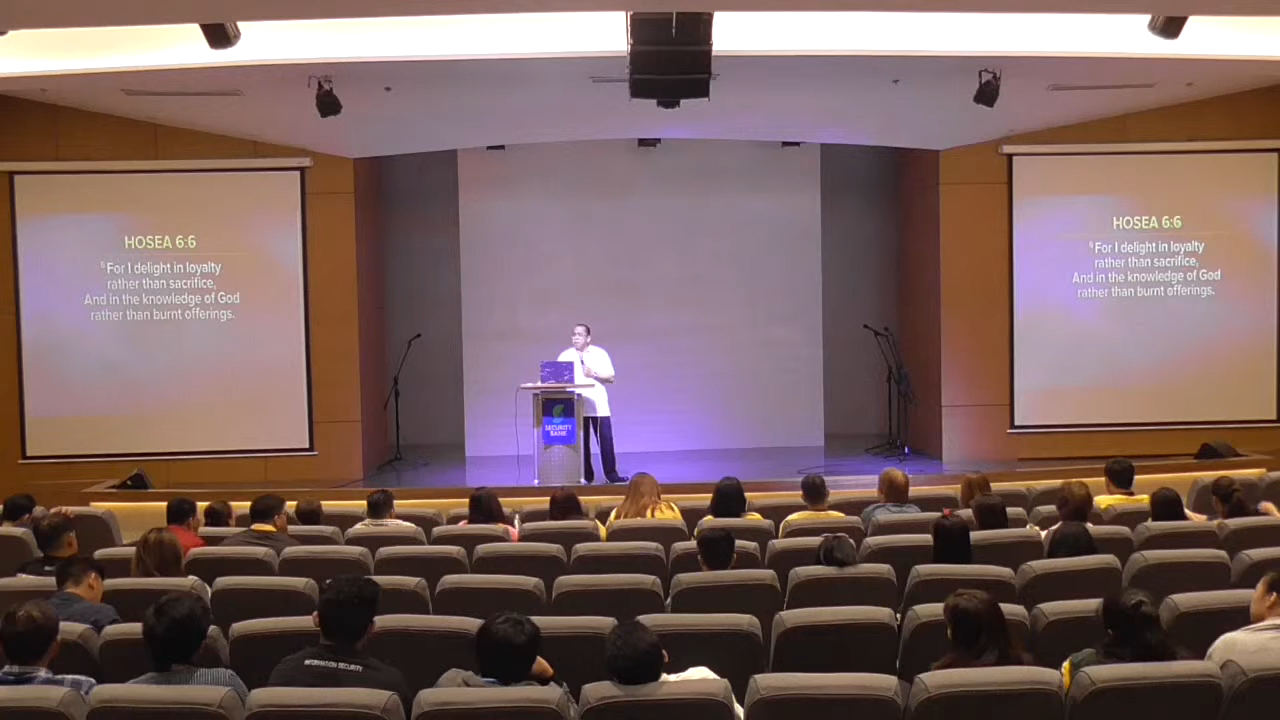 HOSEA 6:6
⁶ For I delight in loyalty
rather than sacrifice,
And in the knowledge of God
rather than burnt offerings.
HOSEA 6:6
⁶ For I delight in loyalty
rather than sacrifice,
And in the knowledge of God
rather than burnt offerings.
SECURITY
BANK
INFORMATION SECURITY